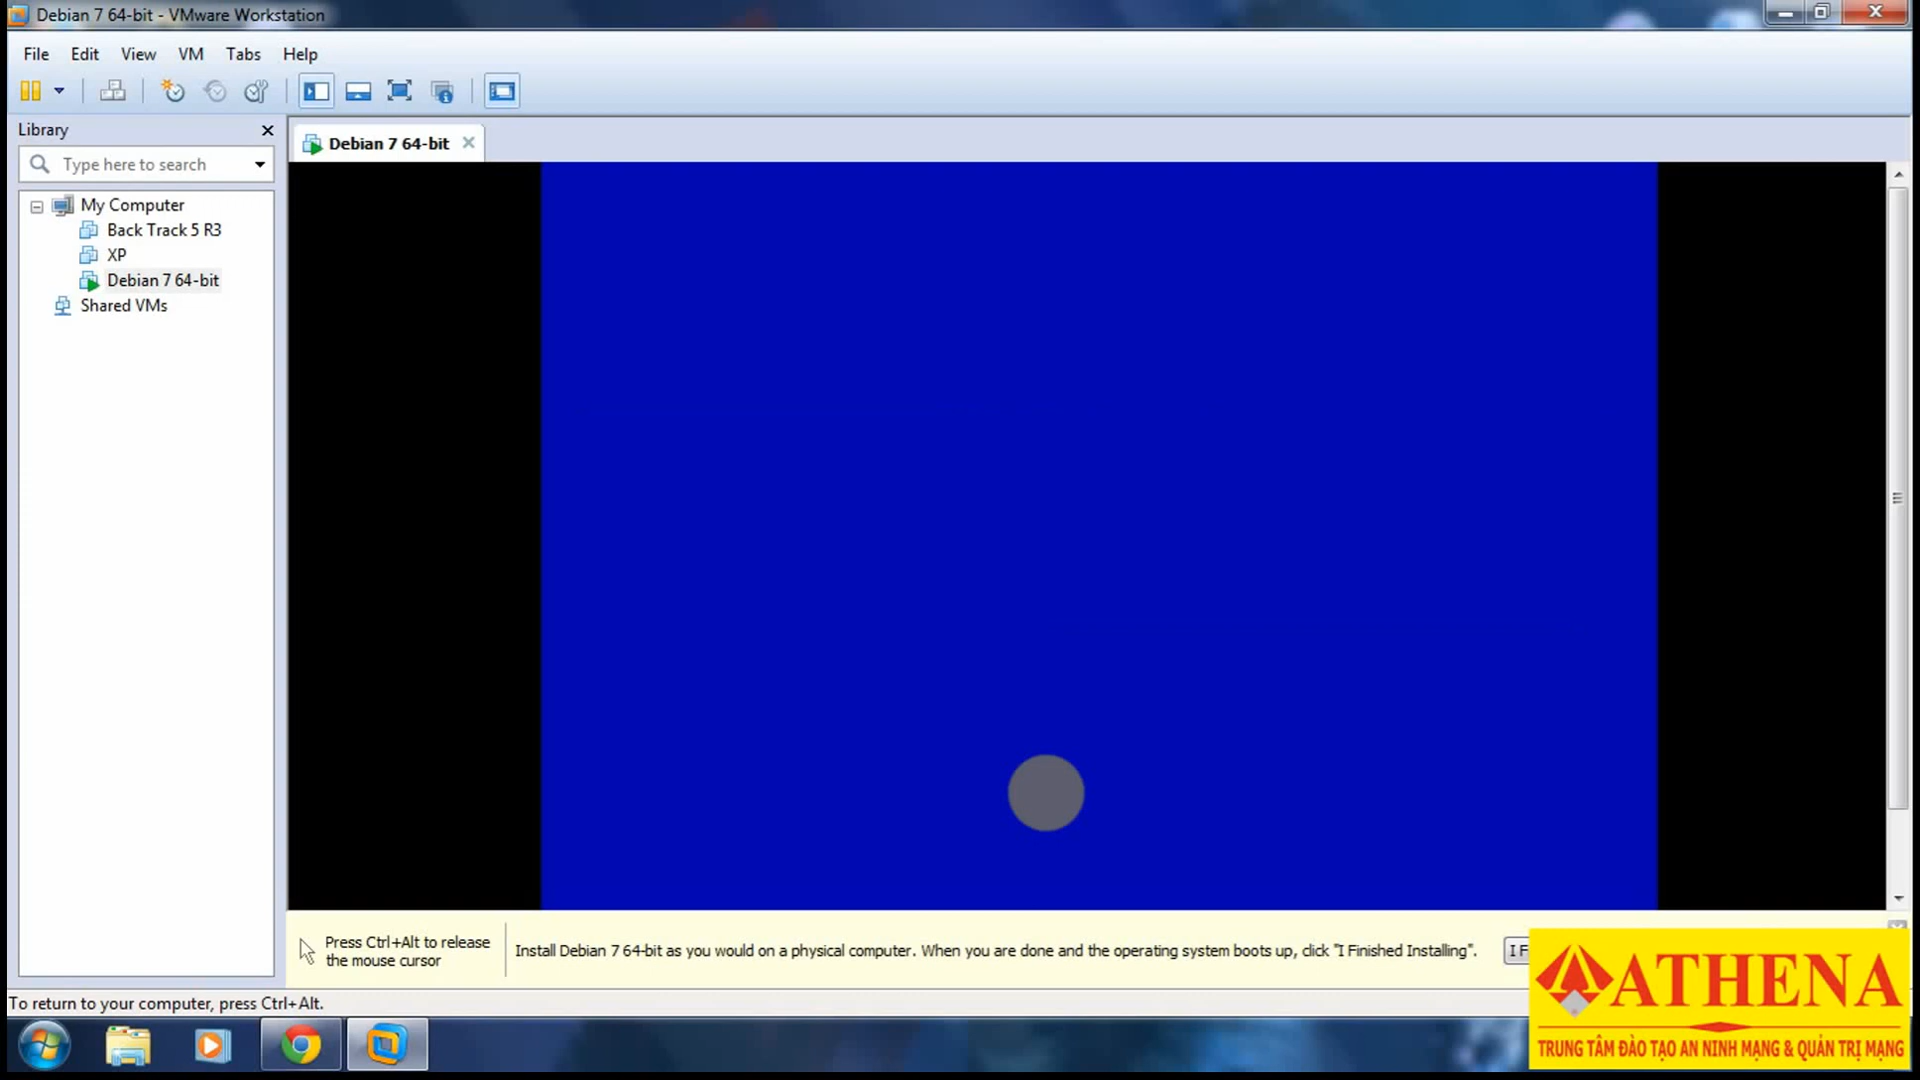 Debian 7 64-bit - VMware Workstation
File Edit View VM Tabs Help
Library
Type here to search
My Computer
Back Track 5 R3
XP
Debian 7 64-bit
Shared VMs
Debian 7 64-bit
Press Ctrl+Alt to release
the mouse cursor
Install Debian 7 64-bit as you would on a physical computer. When you are done and the operating system boots up, click "I Finished Installing".
I F
To return to your computer, press Ctrl+Alt.
ATHENA
TRUNG TÂM ĐÀO TẠO AN NINH MẠNG & QUẢN TRỊ MẠNG